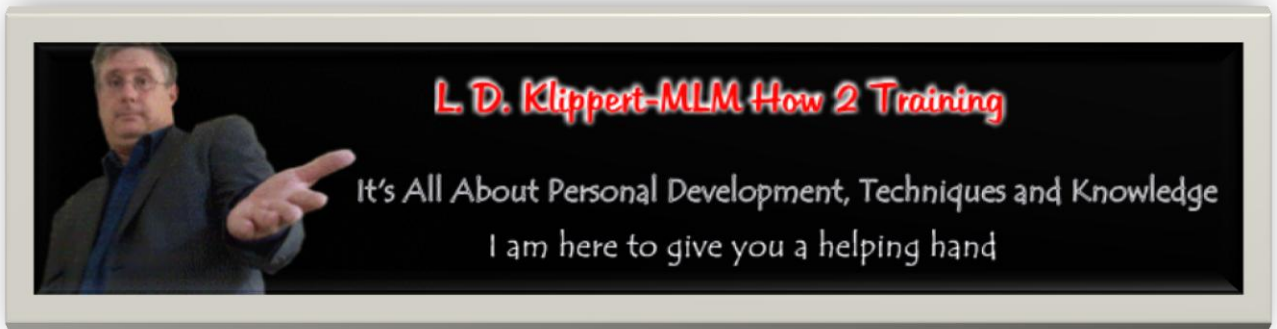 L. D. Klippert-MLM How 2 Training
It's All About Personal Development, Techniques and Knowledge
I am here to give you a helping hand